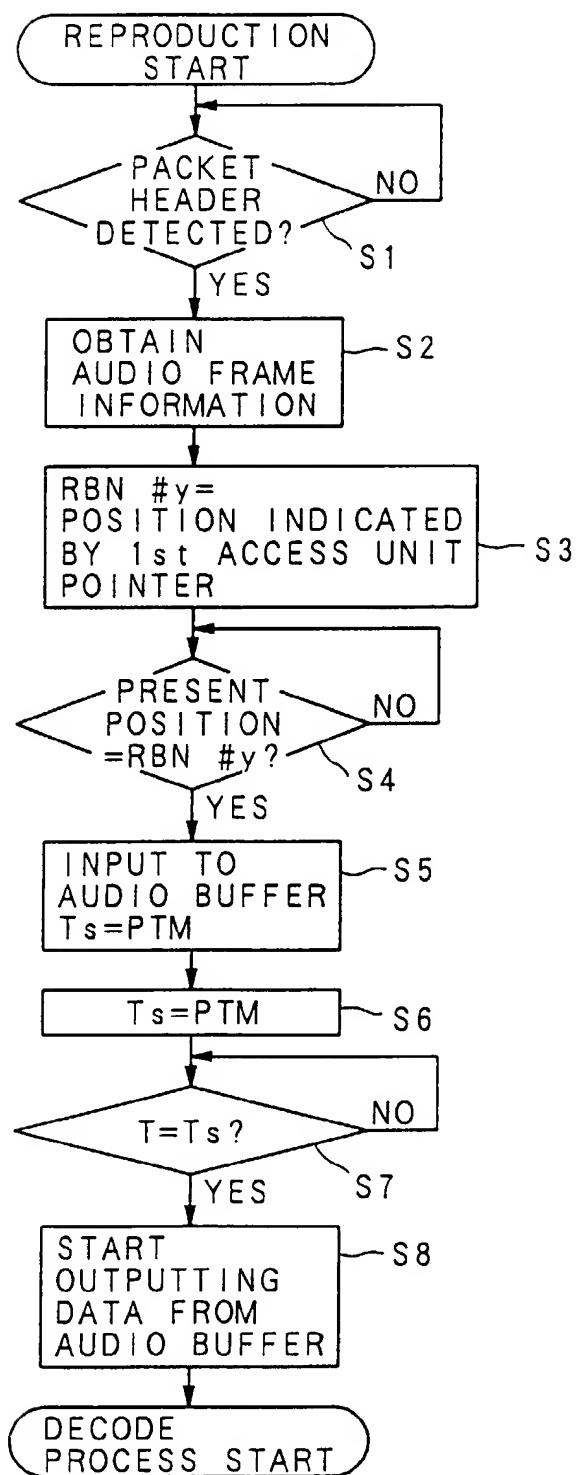 REPRODUCTION
START
PACKET
HEADER
DETECTED?
NO
S1
YES
OBTAIN
AUDIO FRAME
INFORMATION
S2
RBN #y=
POSITION INDICATED
BY 1st ACCESS UNIT
POINTER
S3
PRESENT
POSITION
=RBN #y?
NO
S4
YES
INPUT TO
AUDIO BUFFER
Ts=PTM
S5
Ts=PTM
S6
T=Ts?
NO
S7
YES
START
OUTPUTTING
DATA FROM
AUDIO BUFFER
S8
DECODE
PROCESS START